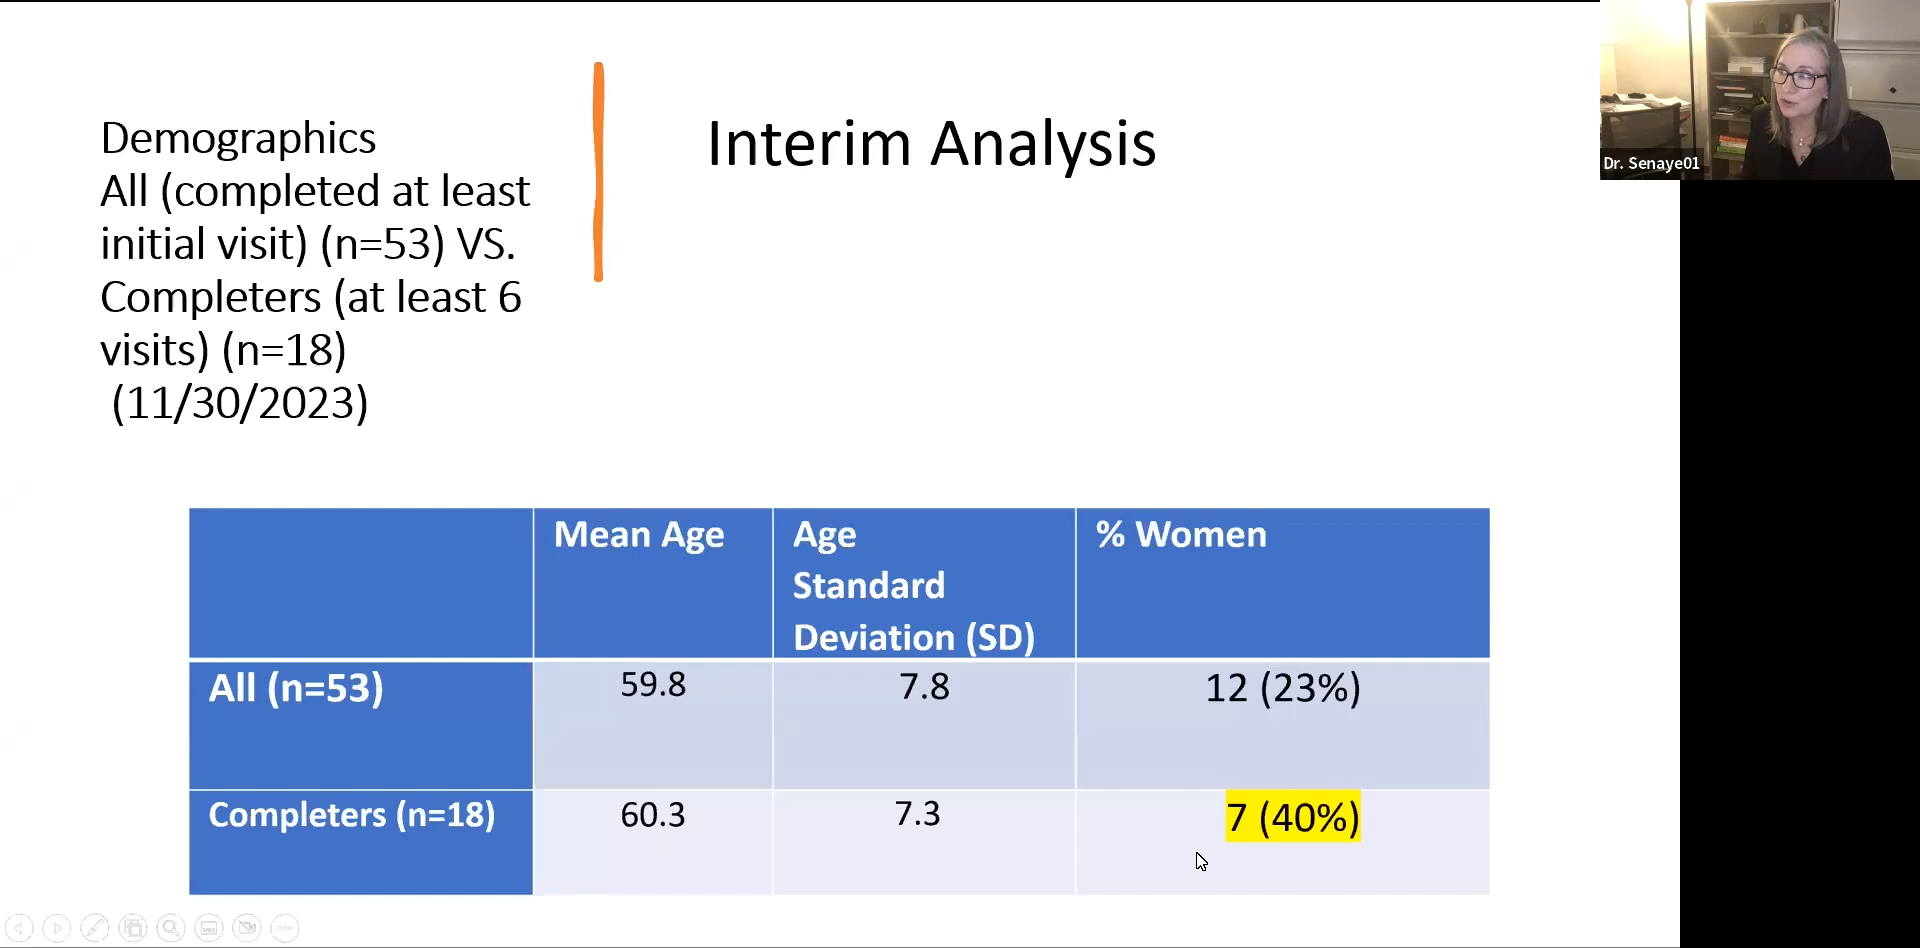 Demographics
All (completed at least
initial visit) (n=53) VS.
Completers (at least 6
visits) (n=18)
(11/30/2023)
Interim Analysis
Dr. Senaye01
Mean Age
Age
Standard
Deviation (SD)
% Women
All (n=53)
59.8
7.8
12 (23%)
Completers (n=18)
60.3
7.3
7 (40%)